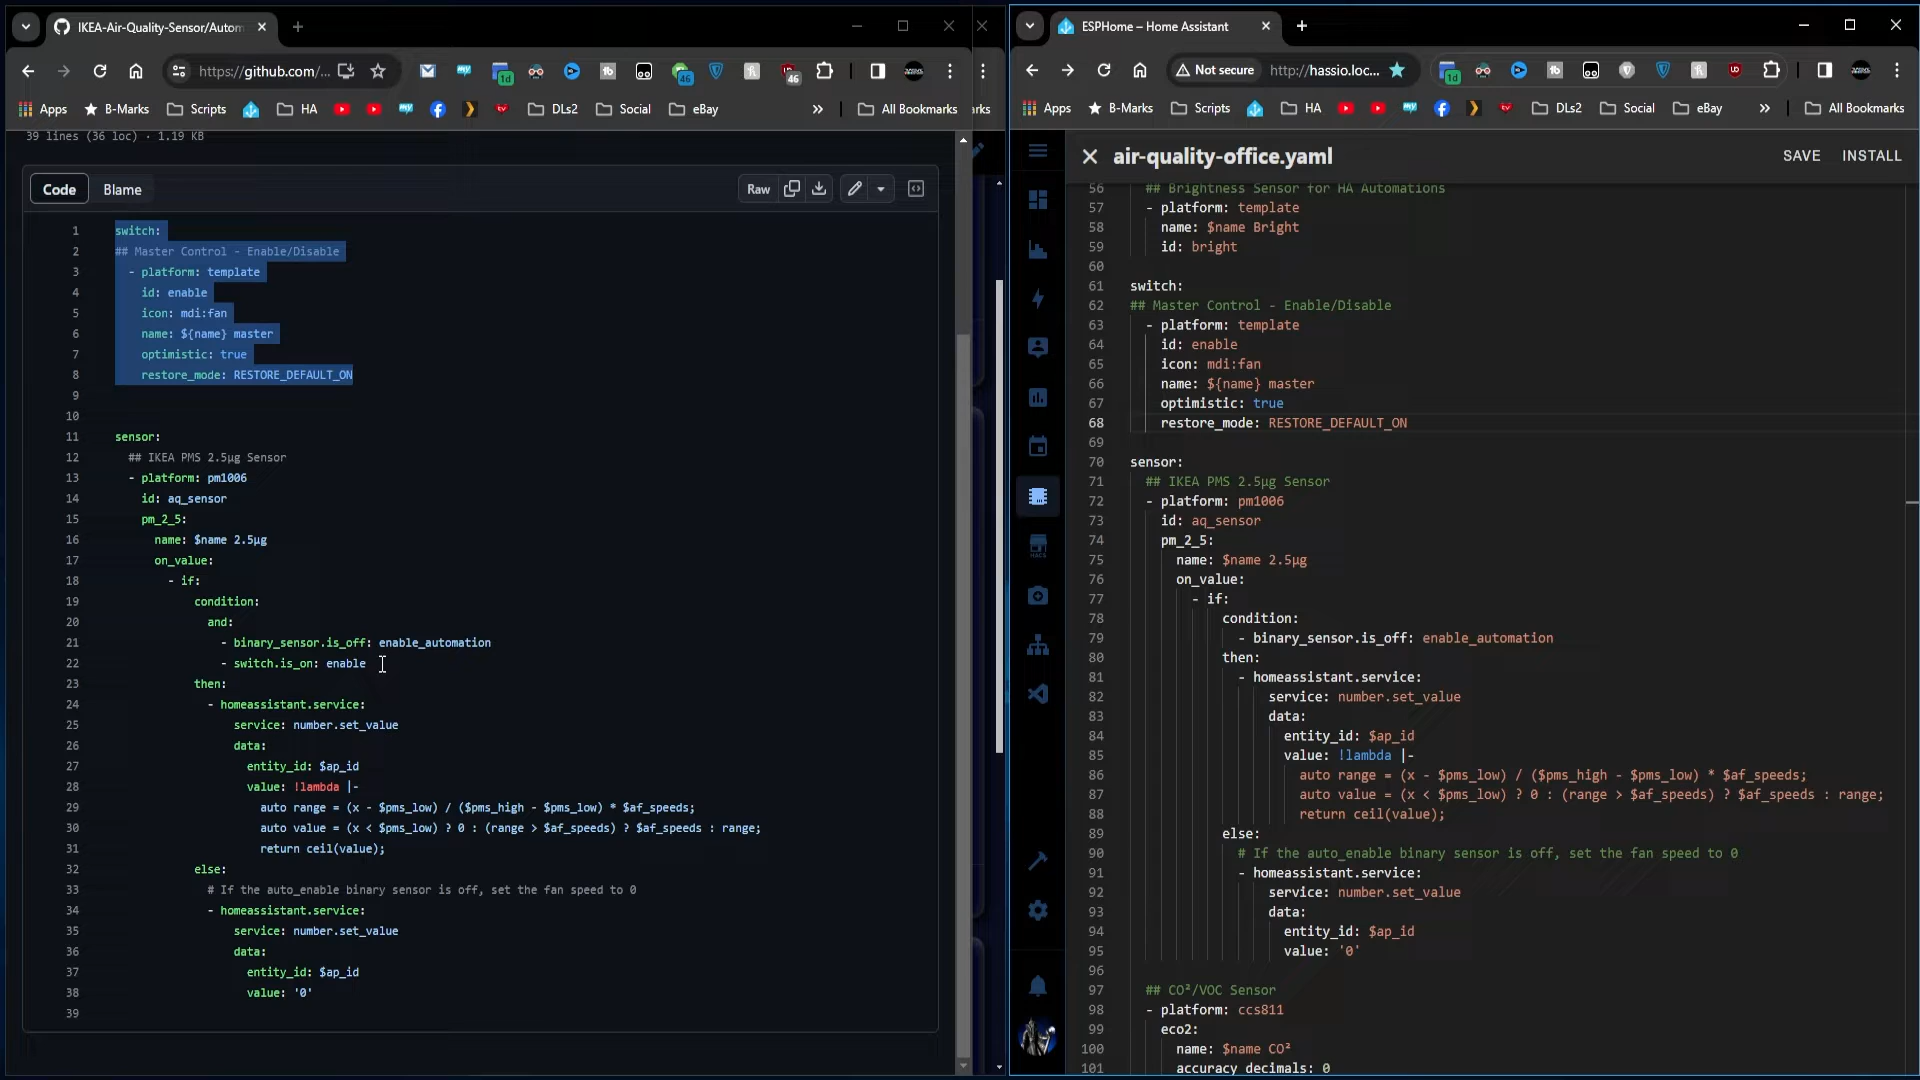 IKEA-Air-Quality-Sensor/Autom
https://github.com/...
1d
46
46
Apps
B-Marks
Scripts
HA
DLs2
Social
eBay
»
All Bookmarks
arks
39 lines (36 loc) · 1.19 KB
Code
Blame
Raw
1 switch:
2 ## Master Control - Enable/Disable
3 - platform: template
4 id: enable
5 icon: mdi:fan
6 name: ${name} master
7 optimistic: true
8 restore_mode: RESTORE_DEFAULT_ON
9
10
11 sensor:
12 ## IKEA PMS 2.5µg Sensor
13 - platform: pm1006
14 id: aq_sensor
15 pm_2_5:
16 name: $name 2.5µg
17 on_value:
18 - if:
19 condition:
20 and:
21 - binary_sensor.is_off: enable_automation
22 - switch.is_on: enable
23 then:
24 - homeassistant.service:
25 service: number.set_value
26 data:
27 entity_id: $ap_id
28 value: !lambda |-
29 auto range = (x - $pms_low) / ($pms_high - $pms_low) * $af_speeds;
30 auto value = (x < $pms_low) ? 0 : (range > $af_speeds) ? $af_speeds : range;
31 return ceil(value);
32 else:
33 # If the auto_enable binary sensor is off, set the fan speed to 0
34 - homeassistant.service:
35 service: number.set_value
36 data:
37 entity_id: $ap_id
38 value: '0'
39
ESPHome – Home Assistant
Not secure
http://hassio.loc...
1d
Apps
B-Marks
Scripts
HA
DLs2
Social
eBay
»
All Bookmarks
air-quality-office.yaml
SAVE
INSTALL
HACS
56 ## Brightness Sensor for HA Automations
57 - platform: template
58 name: $name Bright
59 id: bright
60
61 switch:
62 ## Master Control - Enable/Disable
63 - platform: template
64 id: enable
65 icon: mdi:fan
66 name: ${name} master
67 optimistic: true
68 restore_mode: RESTORE_DEFAULT_ON
69
70 sensor:
71 ## IKEA PMS 2.5µg Sensor
72 - platform: pm1006
73 id: aq_sensor
74 pm_2_5:
75 name: $name 2.5µg
76 on_value:
77 - if:
78 condition:
79 - binary_sensor.is_off: enable_automation
80 then:
81 - homeassistant.service:
82 service: number.set_value
83 data:
84 entity_id: $ap_id
85 value: !lambda |-
86 auto range = (x - $pms_low) / ($pms_high - $pms_low) * $af_speeds;
87 auto value = (x < $pms_low) ? 0 : (range > $af_speeds) ? $af_speeds : range;
88 return ceil(value);
89 else:
90 # If the auto_enable binary sensor is off, set the fan speed to 0
91 - homeassistant.service:
92 service: number.set_value
93 data:
94 entity_id: $ap_id
95 value: '0'
96
97 ## CO²/VOC Sensor
98 - platform: ccs811
99 eco2:
100 name: $name CO²
101 accuracy_decimals: 0